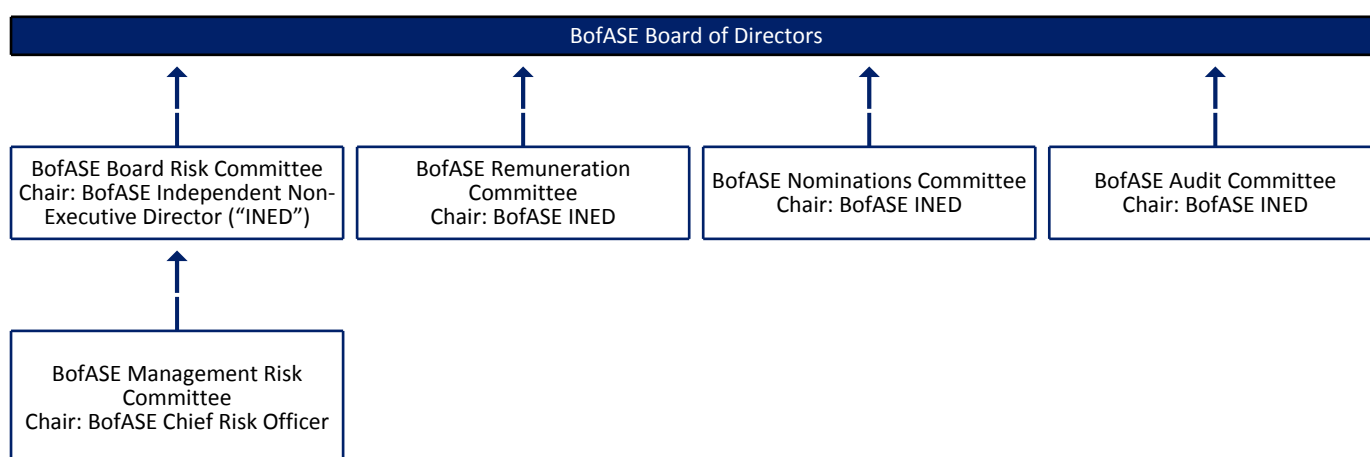 BofASE Board of Directors
BofASE Board Risk Committee
Chair: BofASE Independent Non-
Executive Director (“INED”)
BofASE Remuneration
Committee
Chair: BofASE INED
BofASE Nominations Committee
Chair: BofASE INED
BofASE Audit Committee
Chair: BofASE INED
BofASE Management Risk
Committee
Chair: BofASE Chief Risk Officer